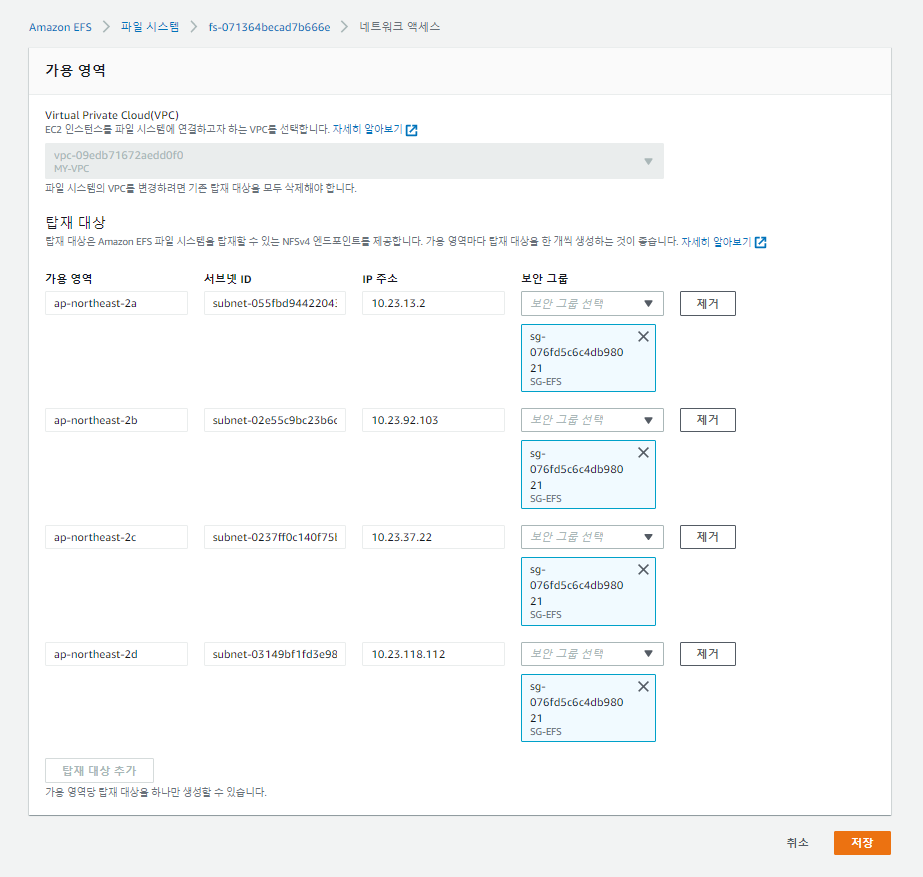 Amazon EFS > 파일 시스템 > fs-071364becad7b666e > 네트워크 액세스
가용 영역
Virtual Private Cloud(VPC)
EC2 인스턴스를 파일 시스템에 연결하고자 하는 VPC를 선택합니다. 자세히 알아보기
vpc-09edb71672aedd0f0
MY-VPC
파일 시스템의 VPC를 변경하려면 기존 탑재 대상을 모두 삭제해야 합니다.
탑재 대상
탑재 대상은 Amazon EFS 파일 시스템을 탑재할 수 있는 NFSv4 엔드포인트를 제공합니다. 가용 영역마다 탑재 대상을 한 개씩 생성하는 것이 좋습니다. 자세히 알아보기
가용 영역 서브넷 ID IP 주소 보안 그룹
ap-northeast-2a subnet-055fbd9442204 10.23.13.2 보안 그룹 선택 제거
sg-
076fd5c6c4db980
21
SG-EFS
ap-northeast-2b subnet-02e55c9bc23b6c 10.23.92.103 보안 그룹 선택 제거
sg-
076fd5c6c4db980
21
SG-EFS
ap-northeast-2c subnet-0237ff0c140f75 10.23.37.22 보안 그룹 선택 제거
sg-
076fd5c6c4db980
21
SG-EFS
ap-northeast-2d subnet-03149bf1fd3e98 10.23.118.112 보안 그룹 선택 제거
sg-
076fd5c6c4db980
21
SG-EFS
탑재 대상 추가
가용 영역당 탑재 대상을 하나만 생성할 수 있습니다.
취소 저장